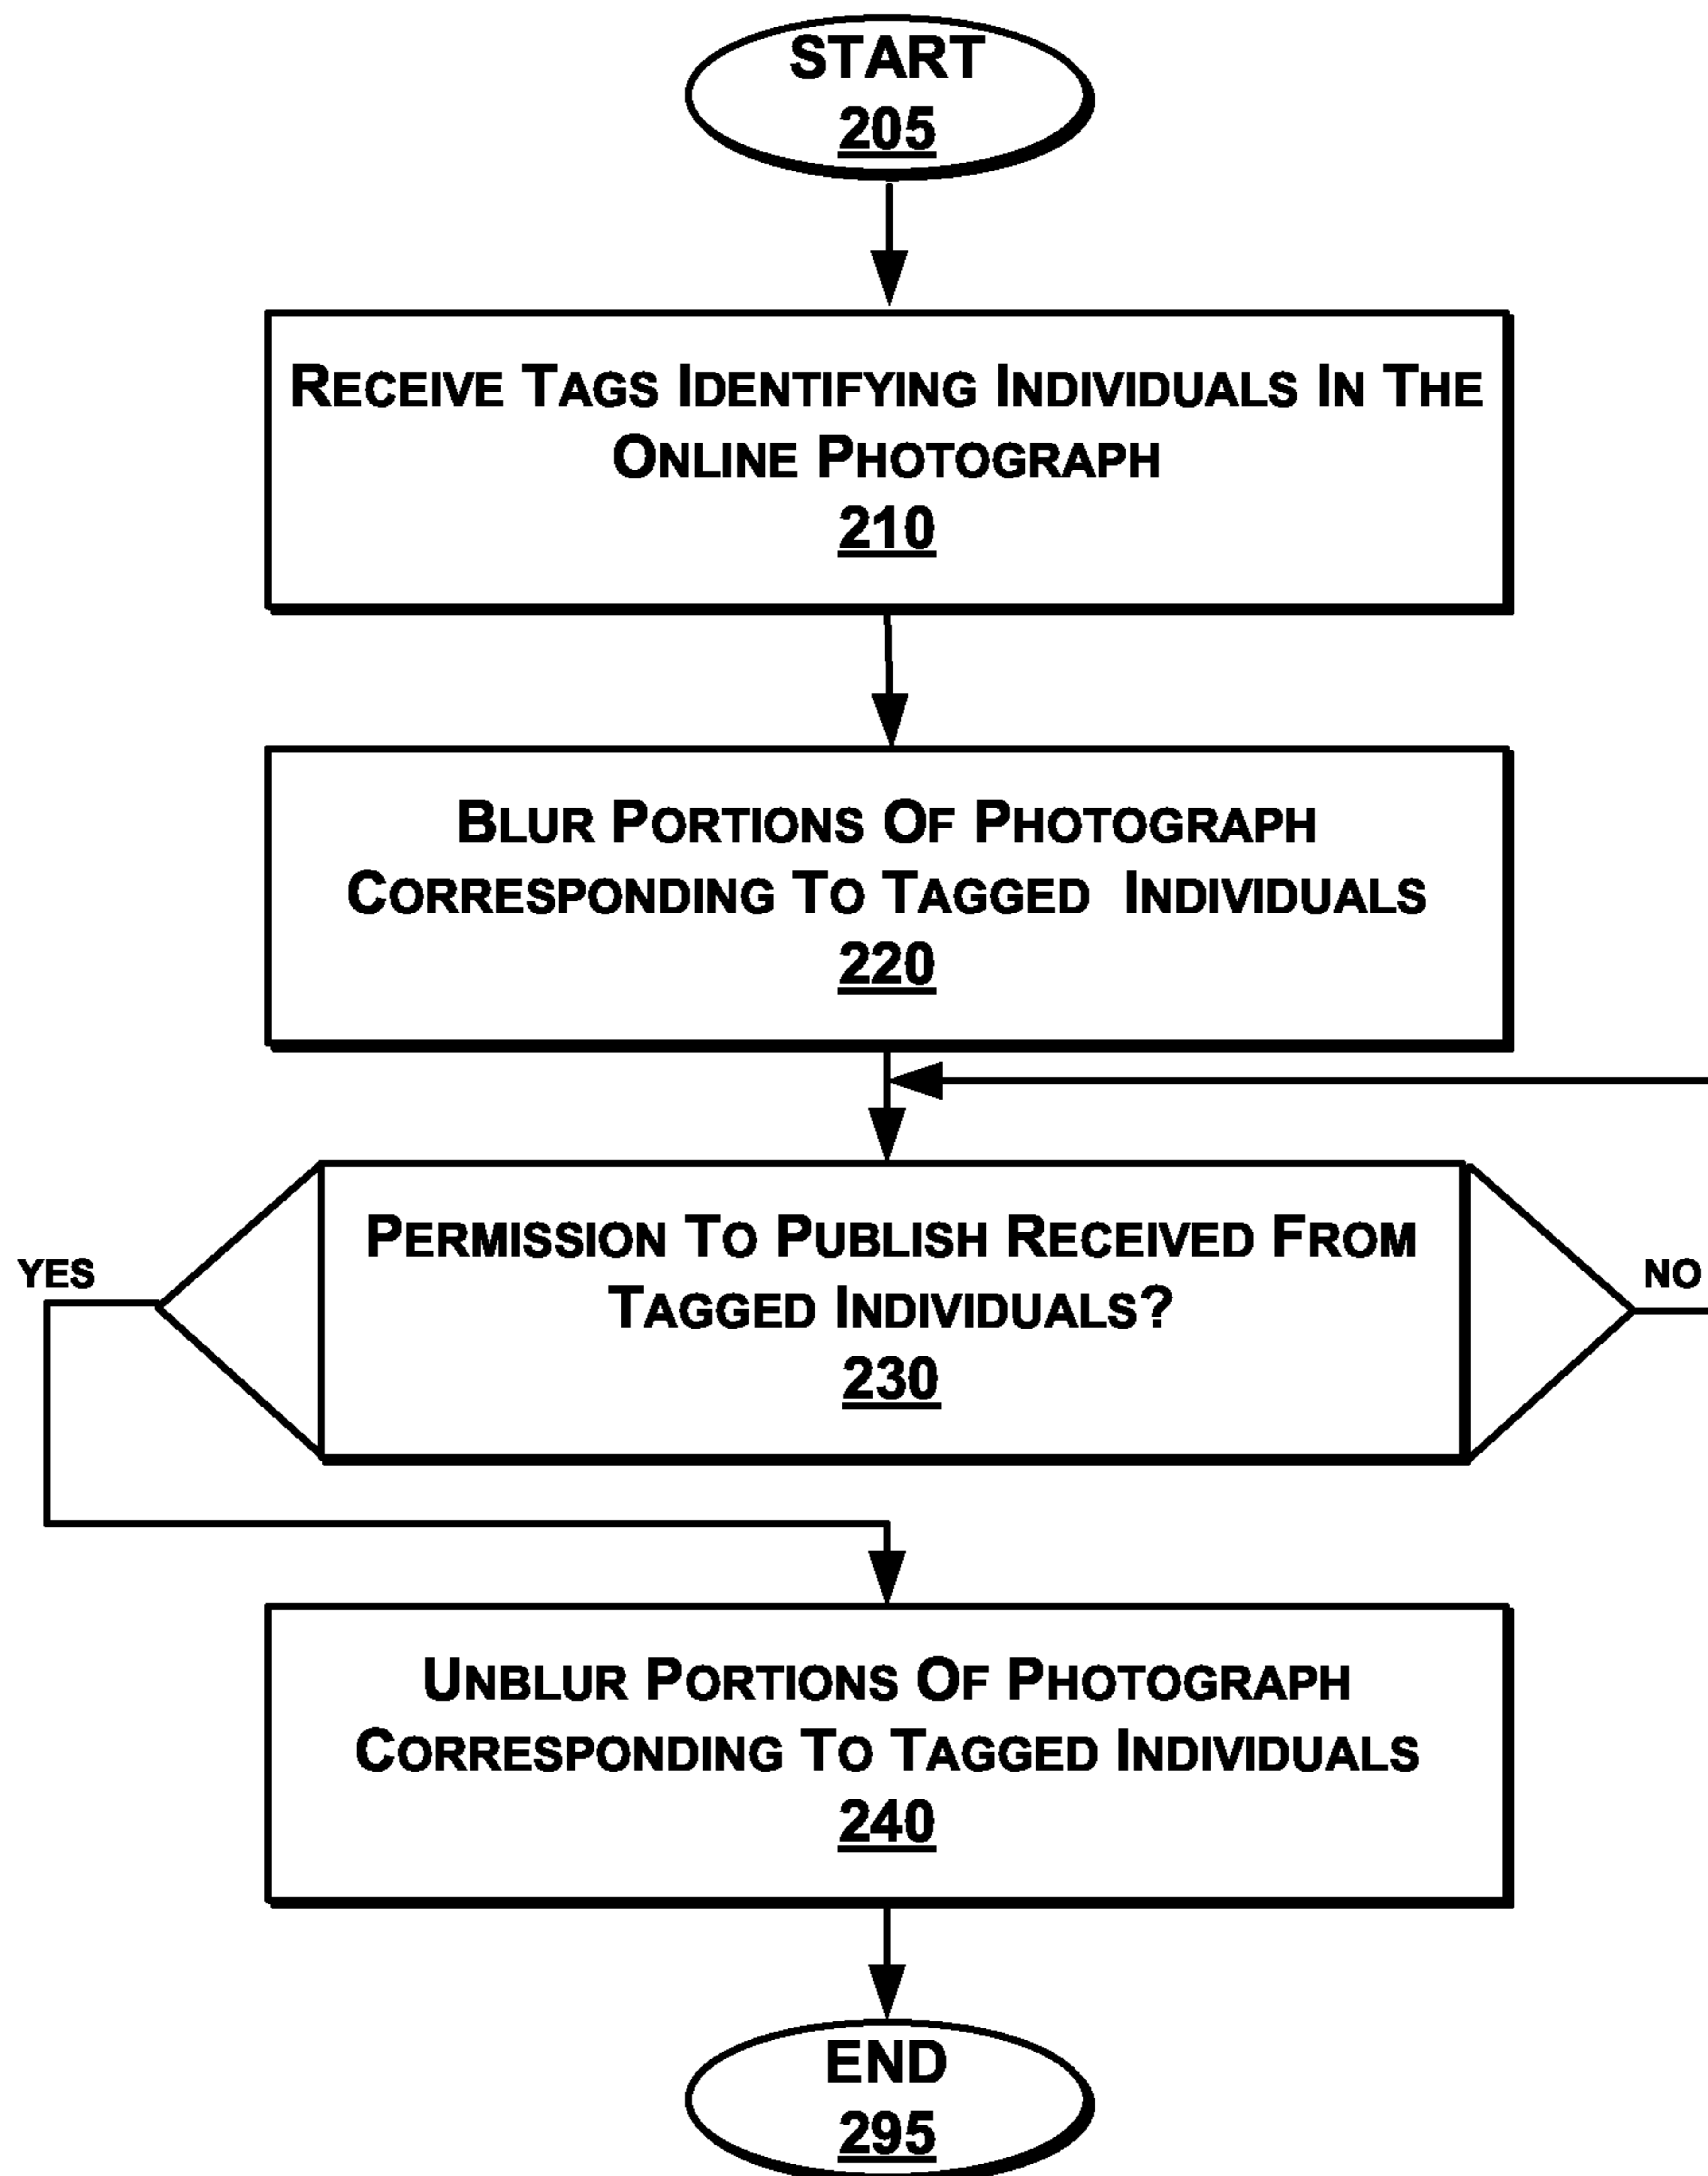 START
205
RECEIVE TAGS IDENTIFYING INDIVIDUALS IN THE
ONLINE PHOTOGRAPH
210
BLUR PORTIONS OF PHOTOGRAPH
CORRESPONDING TO TAGGED INDIVIDUALS
220
PERMISSION TO PUBLISH RECEIVED FROM
TAGGED INDIVIDUALS?
230
YES
NO
UNBLUR PORTIONS OF PHOTOGRAPH
CORRESPONDING TO TAGGED INDIVIDUALS
240
END
295